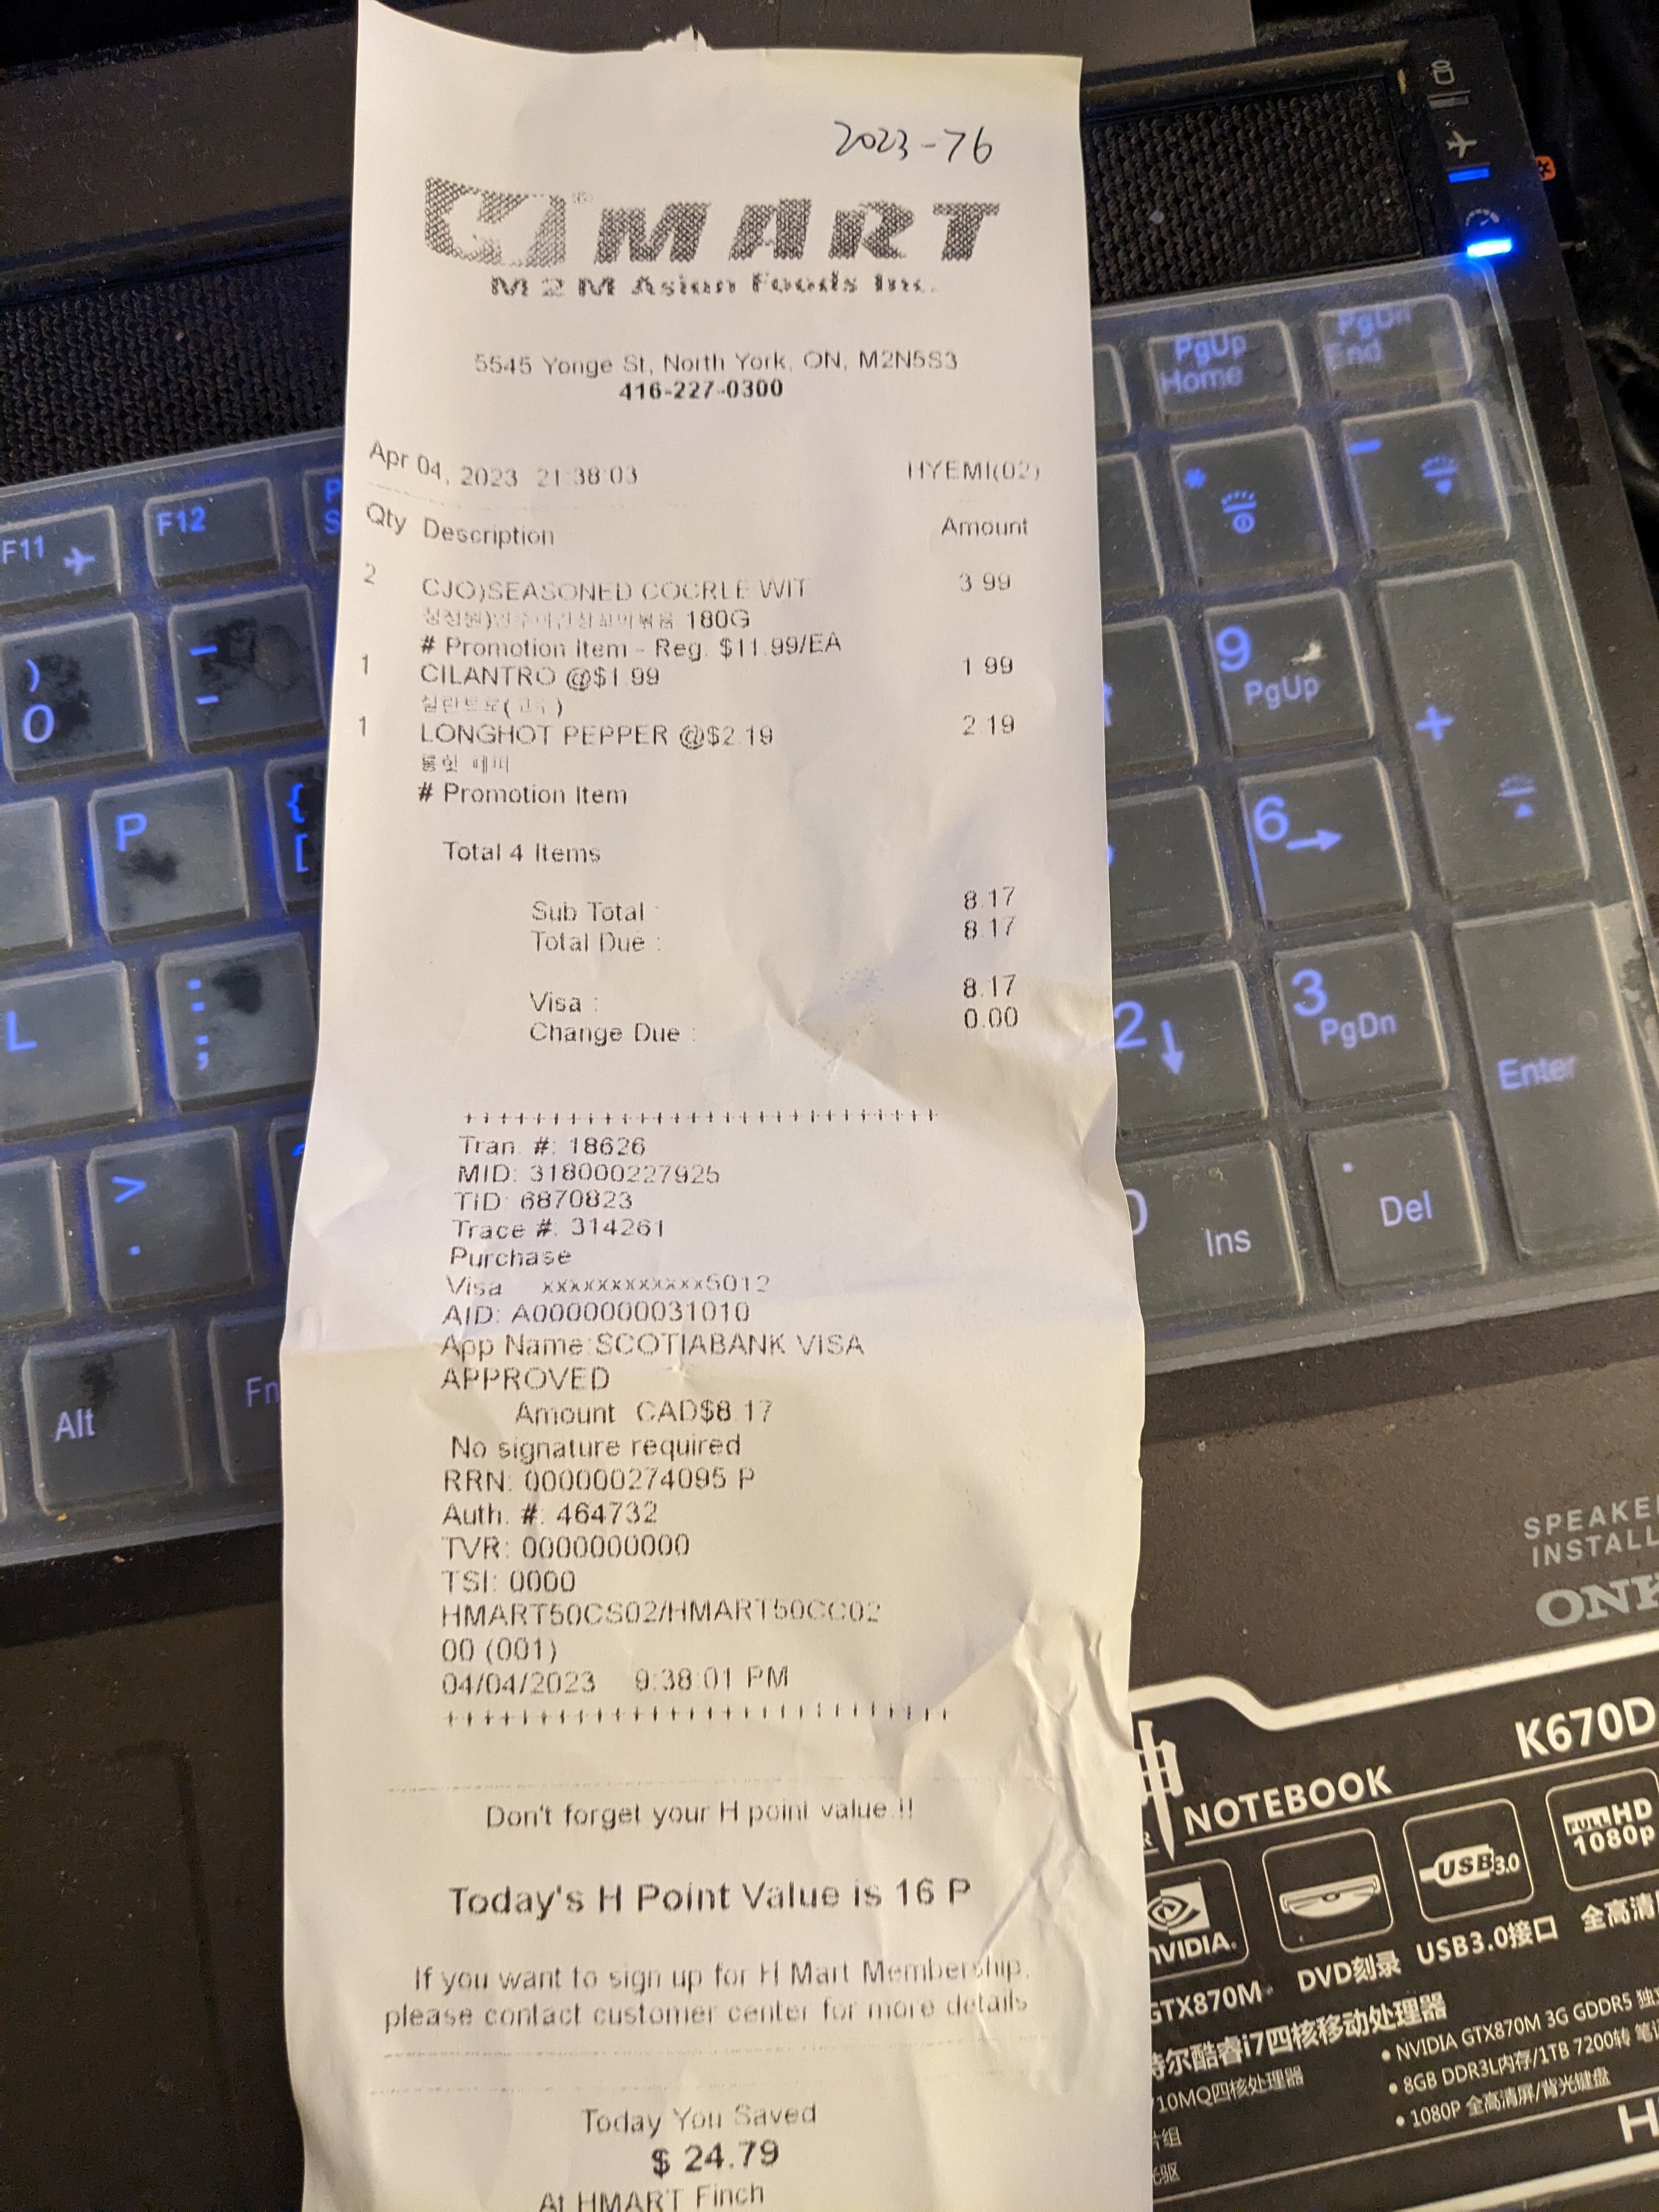 2023-76
H MART
M2M Asian Foods Inc.
5545 Yonge St, North York, ON, M2N5S3
416-227-0300
Apr 04, 2023 21:38:03 HYEMI(02)
Qty Description Amount
2 CJO)SEASONED COCRLE WIT 3.99
180G
# Promotion Item - Reg. $11.99/EA
1 CILANTRO @$1.99 1.99
실란트로(고수)
1 LONGHOT PEPPER @$2.19 2.19
롱핫 페퍼
# Promotion Item
Total 4 Items
Sub Total : 8.17
Total Due : 8.17
Visa : 8.17
Change Due : 0.00
++++++++++++++++++++++++++++
Tran. #: 18626
MID: 318000227925
TID: 6870823
Trace #: 314261
Purchase
Visa xxxxxxxxxxxx5012
AID: A0000000031010
App Name:SCOTIABANK VISA
APPROVED
Amount CAD$8.17
No signature required
RRN: 000000274095 P
Auth. #: 464732
TVR: 0000000000
TSI: 0000
HMART50CS02/HMART50CC02
00 (001)
04/04/2023 9:38:01 PM
++++++++++++++++++++++++++++
Don't forget your H point value.!!
Today's H Point Value is 16 P
If you want to sign up for H Mart Membership,
please contact customer center for more details
Today You Saved
$ 24.79
At HMART Finch
F11
F12
)
0
-
P
{
[
L
:
;
>
.
Alt
Fn
PgUp
Home
PgDn
End
*
-
9
PgUp
+
6
3
PgDn
2
Enter
0
Ins
.
Del
SPEAKE
INSTALL
ONK
K670D
神
NOTEBOOK
NVIDIA.
USB3.0
FULL HD
1080p
GTX870M
DVD刻录
USB3.0接口
全高清
特尔酷睿i7四核移动处理器
10MQ四核处理器
• NVIDIA GTX870M 3G GDDR5 独立
• 8GB DDR3L内存/1TB 7200转 笔记
• 1080P 全高清屏/背光键盘
片组
光驱
H